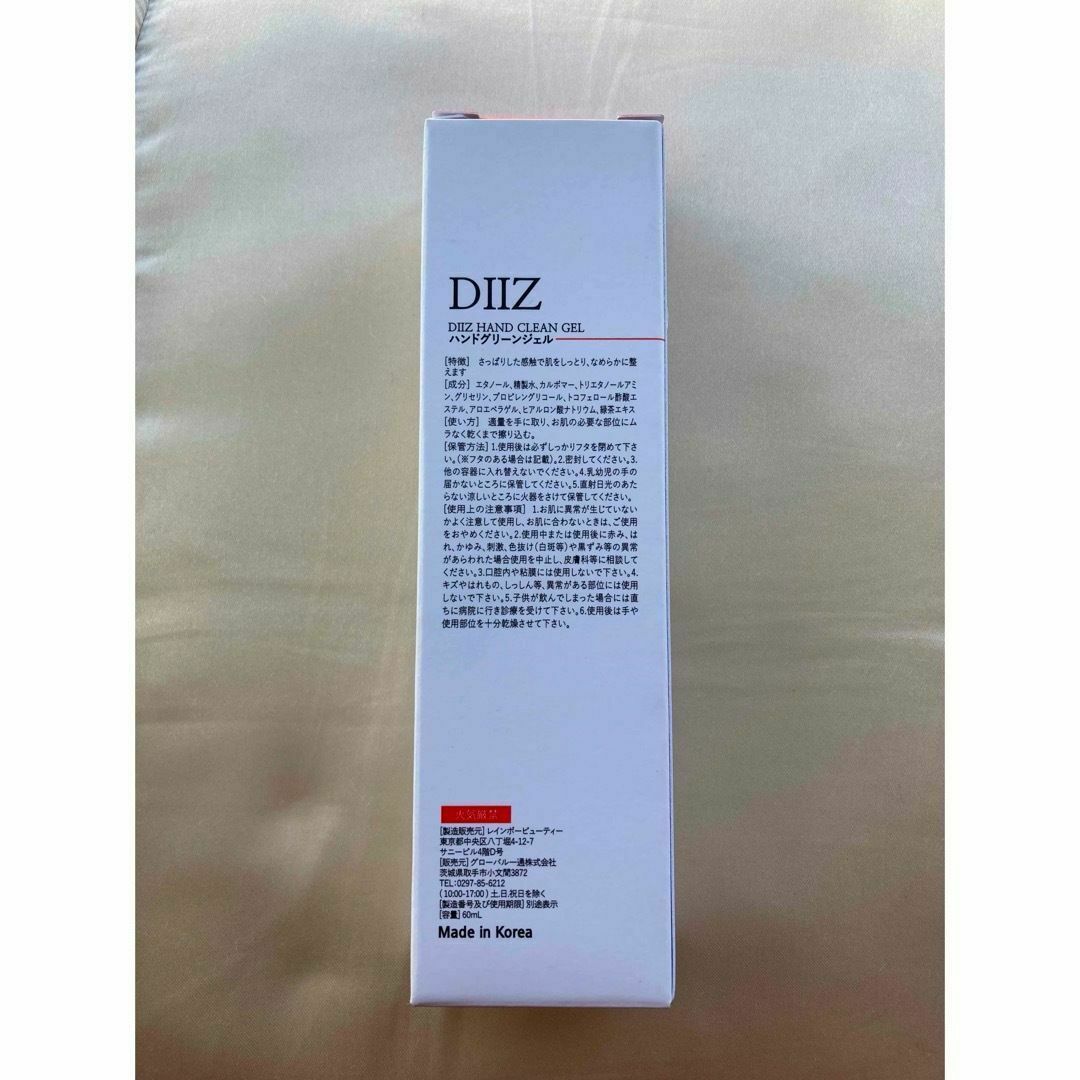 DIIZ
DIIZ HAND CLEAN GEL
ハンドグリーンジェル
[特徴] さっぱりした感触で肌をしっとり、なめらかに整
えます
[成分] エタノール、精製水、カルボマー、トリエタノールアミ
ン、グリセリン、プロピレングリコール、トコフェロール酢酸エ
ステル、アロエベラゲル、ヒアルロン酸ナトリウム、緑茶エキス
[使い方] 適量を手に取り、お肌の必要な部位にム
ラなく乾くまで擦り込む。
[保管方法] 1.使用後は必ずしっかりフタを閉めて下さ
い。(※フタのある場合は記載)。2.密封してください。3.
他の容器に入れ替えないでください。4.乳幼児の手の
届かないところに保管してください。5.直射日光のあた
らない涼しいところに火器をさけて保管してください。
[使用上の注意事項] 1.お肌に異常が生じていない
かよく注意して使用し、お肌に合わないときは、ご使用
をおやめください。2.使用中または使用後に赤み、は
れ、かゆみ、刺激、色抜け(白斑等)や黒ずみ等の異常
があらわれた場合使用を中止し、皮膚科等に相談して
ください。3.口腔内や粘膜には使用しないで下さい。4.
キズやはれもの、しっしん等、異常がある部位には使用
しないで下さい。5.子供が飲んでしまった場合には直
ちに病院に行き診療を受けて下さい。6.使用後は手や
使用部位を十分乾燥させて下さい。
火気厳禁
[製造販売元] レインボービューティー
東京都中央区八丁堀4-12-7
サニービル4階D号
[販売元] グローバル一通株式会社
茨城県取手市小文間3872
TEL:0297-85-6212
(10:00-17:00) 土、日、祝日を除く
[製造番号及び使用期限] 別途表示
[容量] 60mL
Made in Korea